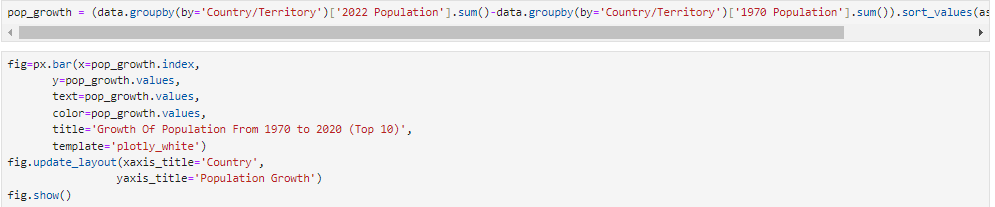 pop_growth = (data.groupby(by='Country/Territory')['2022 Population'].sum()-data.groupby(by='Country/Territory')['1970 Population'].sum()).sort_values(as
fig=px.bar(x=pop_growth.index,
y=pop_growth.values,
text=pop_growth.values,
color=pop_growth.values,
title='Growth Of Population From 1970 to 2020 (Top 10)',
template='plotly_white')
fig.update_layout(xaxis_title='Country',
yaxis_title='Population Growth')
fig.show()